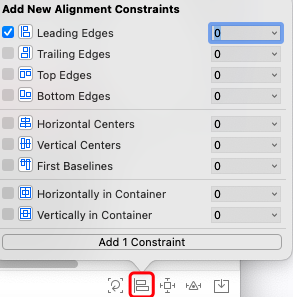 Add New Alignment Constraints
Leading Edges 0
Trailing Edges 0
Top Edges 0
Bottom Edges 0
Horizontal Centers 0
Vertical Centers 0
First Baselines 0
Horizontally in Container 0
Vertically in Container 0
Add 1 Constraint